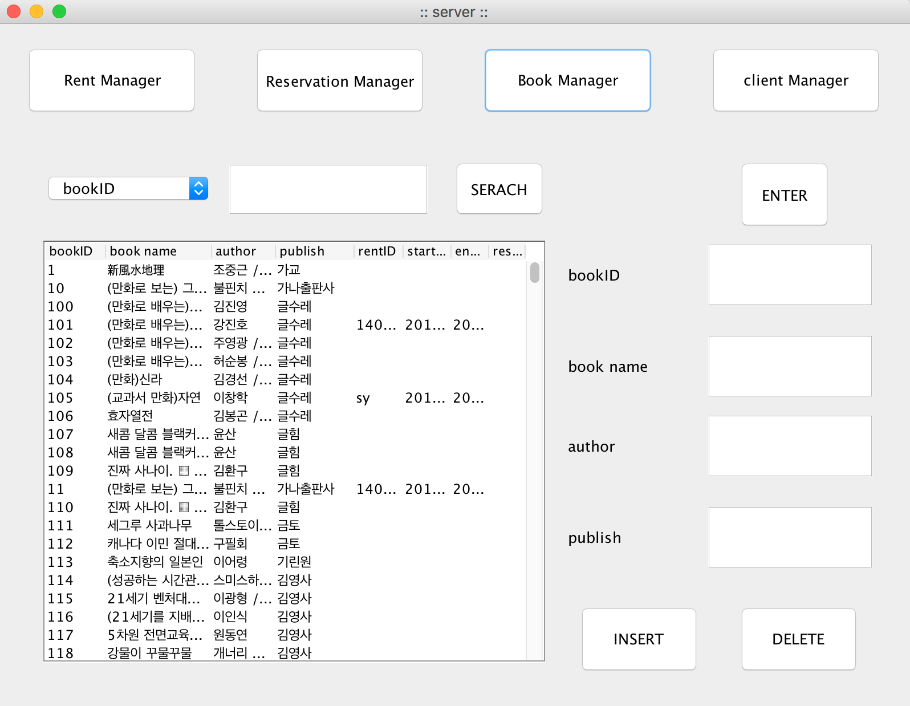 :: server ::
Rent Manager
Reservation Manager
Book Manager
client Manager
bookID
SERACH
ENTER
bookID book name author publish rentID start... en... res...
1 新風水地理 조중근 /... 가교
10 (만화로 보는) 그... 불핀치 ... 가나출판사
100 (만화로 배우는)... 김진영 글수레
101 (만화로 배우는)... 강진호 글수레 140... 201... 20...
102 (만화로 배우는)... 주영광 /... 글수레
103 (만화로 배우는)... 허순봉 /... 글수레
104 (만화)신라 김경선 /... 글수레
105 (교과서 만화)자연 이창학 글수레 sy 201... 20...
106 효자열전 김봉곤 /... 글수레
107 새콤 달콤 블랙커... 윤산 글힘
108 새콤 달콤 블랙커... 윤산 글힘
109 진짜 사나이. ... 김환구 글힘
11 (만화로 보는) 그... 불핀치 ... 가나출판사 140... 201... 20...
110 진짜 사나이. ... 김환구 글힘
111 세그루 사과나무 톨스토이... 금토
112 캐나다 이민 절대... 구필회 금토
113 축소지향의 일본인 이어령 기린원
114 (성공하는 시간관... 스미스하... 김영사
115 21세기 벤처대... 이광형 /... 김영사
116 (21세기를 지배... 이인식 김영사
117 5차원 전면교육... 원동연 김영사
118 강물이 꾸물꾸물 개너리 ... 김영사
bookID
book name
author
publish
INSERT
DELETE